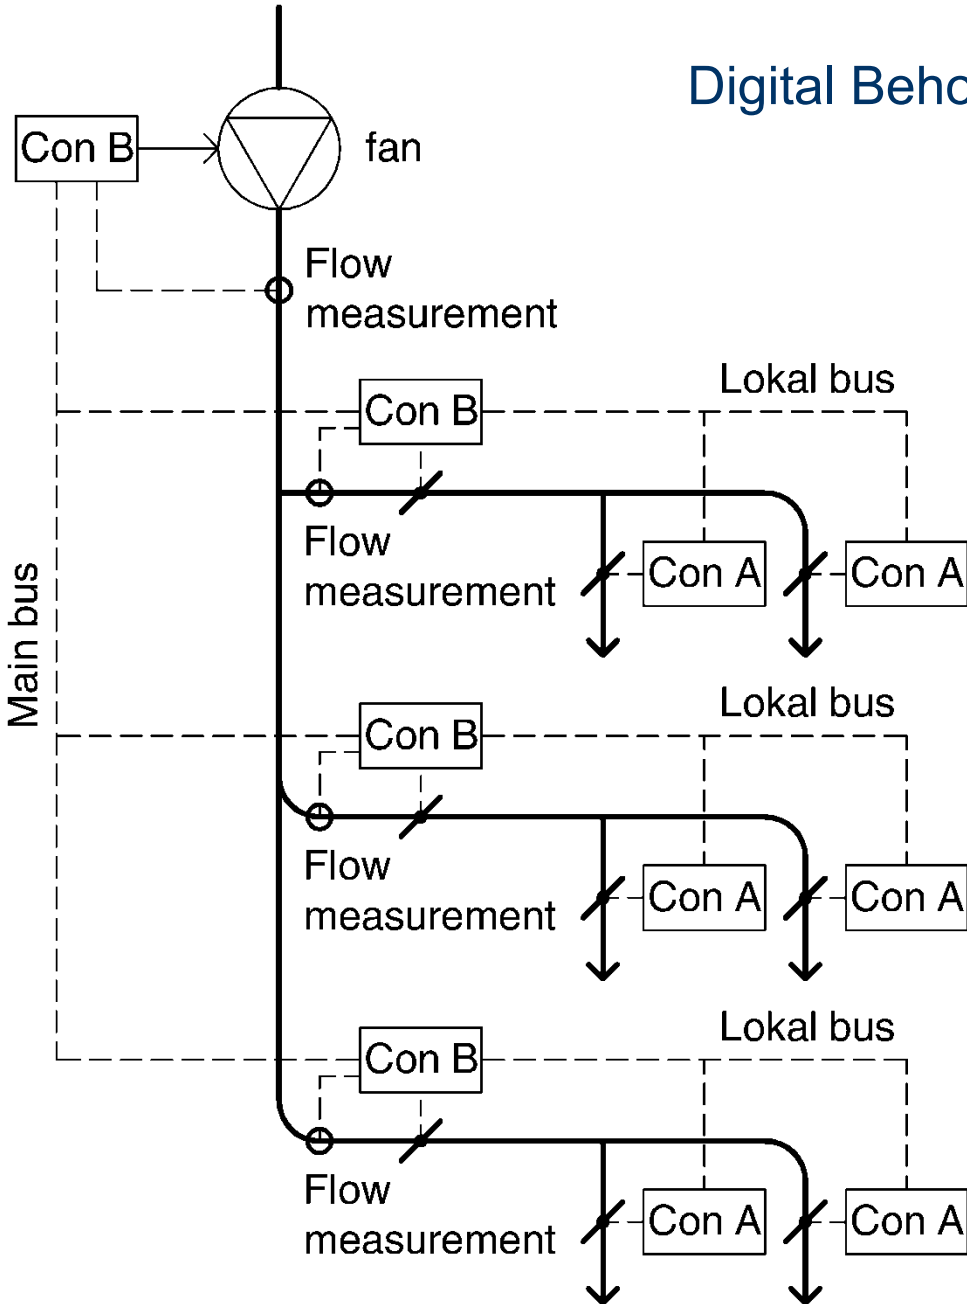 Digital Beho
Con B
fan
Flow
measurement
Lokal bus
Con B
Flow
measurement
Con A
Con A
Main bus
Lokal bus
Con B
Flow
measurement
Con A
Con A
Lokal bus
Con B
Flow
measurement
Con A
Con A